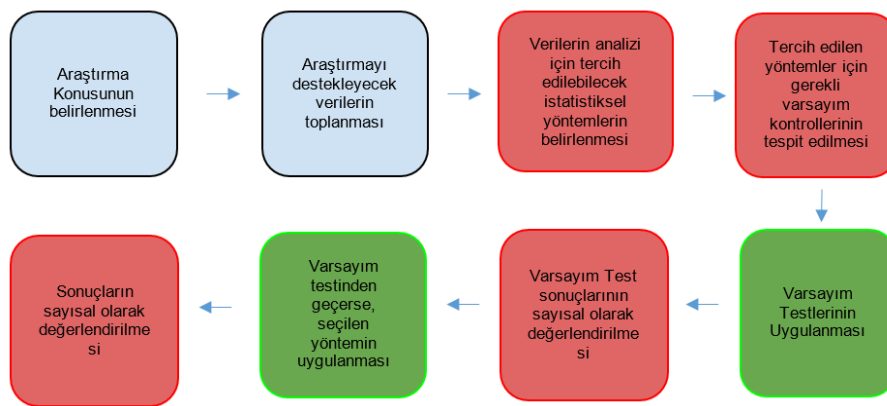 Araştırma
Konusunun
belirlenmesi
Araştırmayı
destekleyecek
verilerin
toplanması
Verilerin analizi
için tercih
edilebilecek
istatistiksel
yöntemlerin
belirlenmesi
Tercih edilen
yöntemler için
gerekli
varsayım
kontrollerinin
tespit edilmesi
Varsayım
Testlerinin
Uygulanması
Varsayım Test
sonuçlarının
sayısal olarak
değerlendirilme
si
Varsayım
testinden
geçerse,
seçilen
yöntemin
uygulanması
Sonuçların
sayısal olarak
değerlendirilme
si